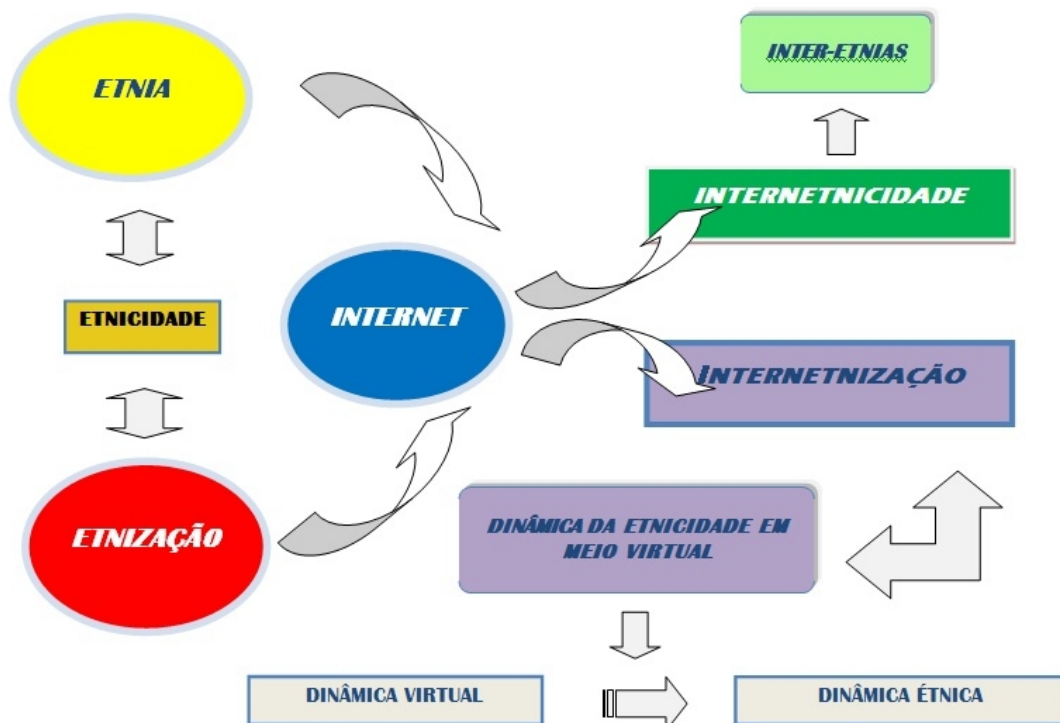 ETNIA
INTER-ETNIAS
INTERNETNICIDADE
ETNICIDADE
INTERNET
INTERNETNIZAÇÃO
ETNIZAÇÃO
DINÂMICA DA ETNICIDADE EM
MEIO VIRTUAL
DINÂMICA VIRTUAL
DINÂMICA ÉTNICA